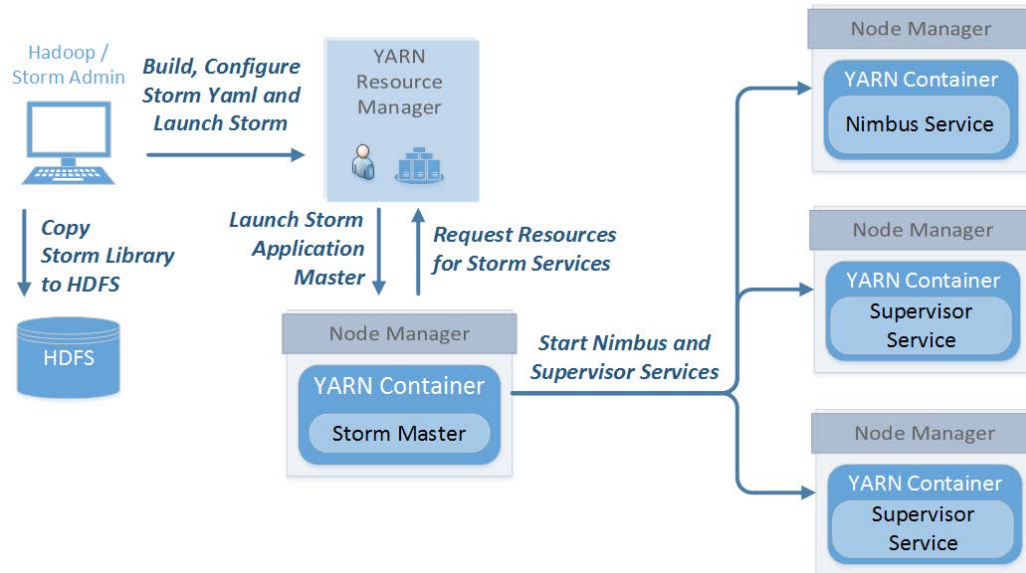 Hadoop /
Storm Admin
Build, Configure
Storm Yaml and
Launch Storm
YARN
Resource
Manager
Copy
Storm Library
to HDFS
HDFS
Launch Storm
Application
Master
Request Resources
for Storm Services
Node Manager
YARN Container
Storm Master
Start Nimbus and
Supervisor Services
Node Manager
YARN Container
Nimbus Service
Node Manager
YARN Container
Supervisor
Service
Node Manager
YARN Container
Supervisor
Service